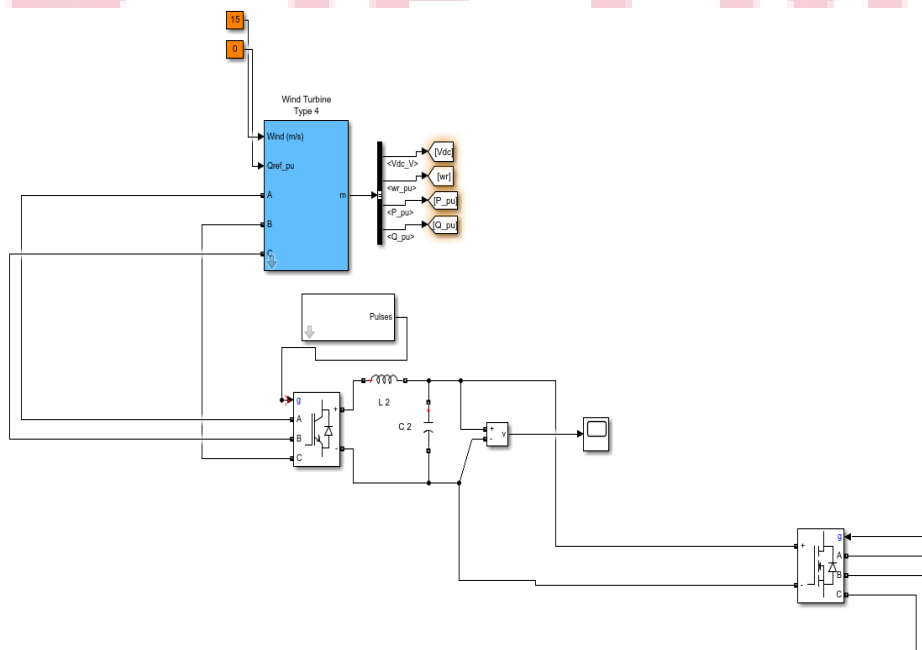 15
0
Wind Turbine
Type 4
Wind (m/s)
Qref_pu
A
B
C
m
<Vdc_V>
<wr_pu>
<P_pu>
<Q_pu>
[Vdc]
[wr]
[P_pu]
[Q_pu]
Pulses
g
A
B
C
+
-
L 2
C 2
+
-
v
+
-
g
A
B
C